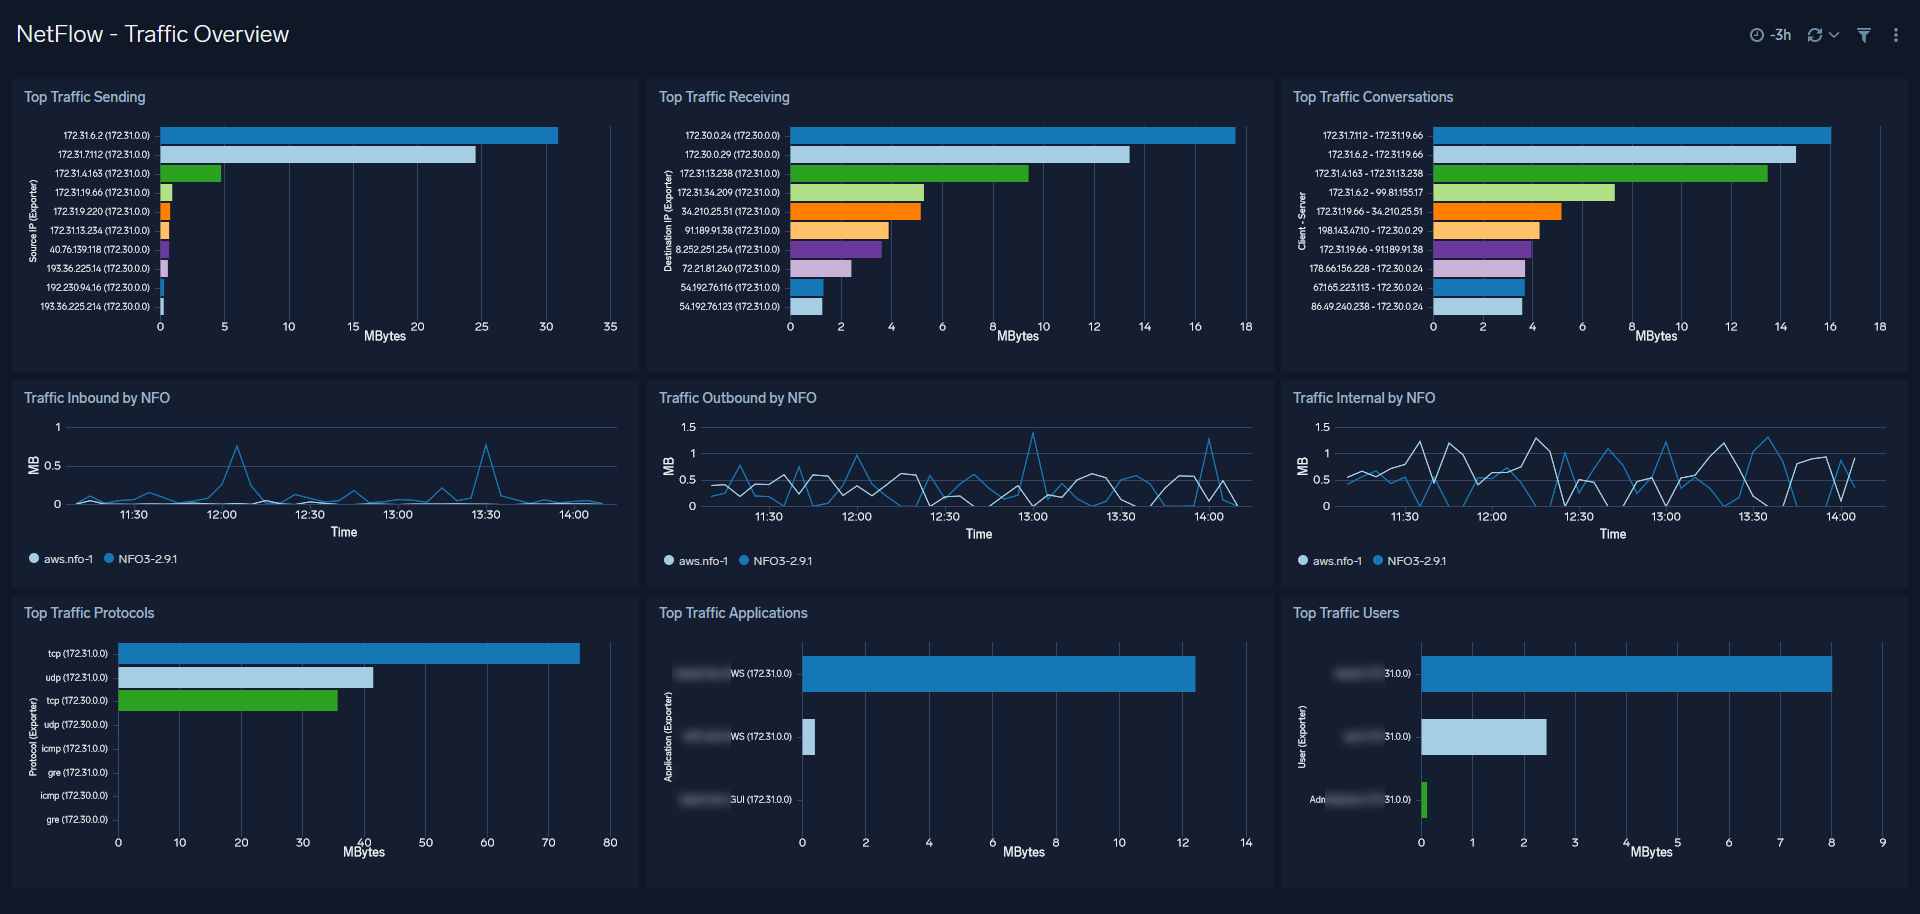 NetFlow - Traffic Overview
-3h
Top Traffic Sending
Source IP (Exporter)
172.31.6.2 (172.31.0.0)
172.31.7.112 (172.31.0.0)
172.31.4.163 (172.31.0.0)
172.31.19.66 (172.31.0.0)
172.31.9.220 (172.31.0.0)
172.31.13.234 (172.31.0.0)
40.76.139.118 (172.30.0.0)
193.36.225.14 (172.30.0.0)
192.230.94.16 (172.30.0.0)
193.36.225.214 (172.30.0.0)
0 5 10 15 20 25 30 35
MBytes
Top Traffic Receiving
Destination IP (Exporter)
172.30.0.24 (172.30.0.0)
172.30.0.29 (172.30.0.0)
172.31.13.238 (172.31.0.0)
172.31.34.209 (172.31.0.0)
34.210.25.51 (172.31.0.0)
91.189.91.38 (172.31.0.0)
8.252.251.254 (172.31.0.0)
72.21.81.240 (172.31.0.0)
54.192.76.116 (172.31.0.0)
54.192.76.123 (172.31.0.0)
0 2 4 6 8 10 12 14 16 18
MBytes
Top Traffic Conversations
Client - Server
172.31.7.112 - 172.31.19.66
172.31.6.2 - 172.31.19.66
172.31.4.163 - 172.31.13.238
172.31.6.2 - 99.81.155.17
172.31.19.66 - 34.210.25.51
198.143.47.10 - 172.30.0.29
172.31.19.66 - 91.189.91.38
178.66.156.228 - 172.30.0.24
67.165.223.113 - 172.30.0.24
86.49.240.238 - 172.30.0.24
0 2 4 6 8 10 12 14 16 18
MBytes
Traffic Inbound by NFO
MB
1
0.5
0
11:30 12:00 12:30 13:00 13:30 14:00
Time
aws.nfo-1 NFO3-2.9.1
Traffic Outbound by NFO
MB
1.5
1
0.5
0
11:30 12:00 12:30 13:00 13:30 14:00
Time
aws.nfo-1 NFO3-2.9.1
Traffic Internal by NFO
MB
1.5
1
0.5
0
11:30 12:00 12:30 13:00 13:30 14:00
Time
aws.nfo-1 NFO3-2.9.1
Top Traffic Protocols
Protocol (Exporter)
tcp (172.31.0.0)
udp (172.31.0.0)
tcp (172.30.0.0)
udp (172.30.0.0)
icmp (172.31.0.0)
gre (172.31.0.0)
icmp (172.30.0.0)
gre (172.30.0.0)
0 10 20 30 40 50 60 70 80
MBytes
Top Traffic Applications
Application (Exporter)
WS (172.31.0.0)
WS (172.31.0.0)
GUI (172.31.0.0)
0 2 4 6 8 10 12 14
MBytes
Top Traffic Users
User (Exporter)
31.0.0)
31.0.0)
Adm 31.0.0)
0 1 2 3 4 5 6 7 8 9
MBytes